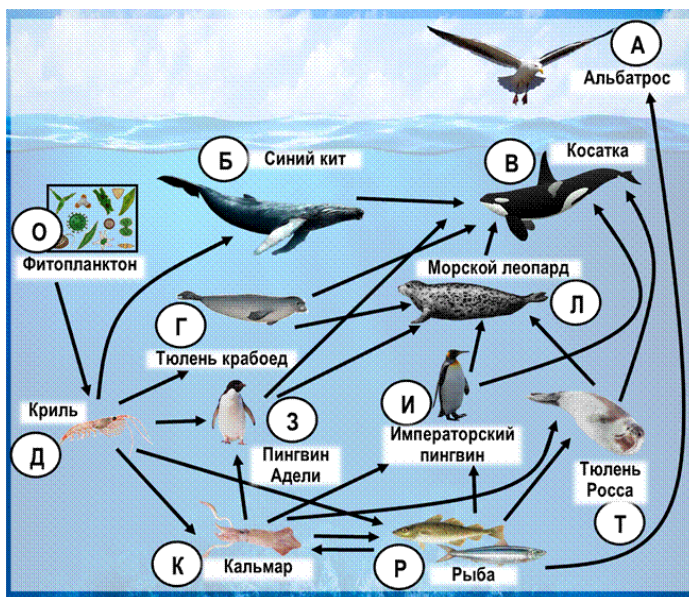 А
Альбатрос
Б
Синий кит
В
Косатка
О
Фитопланктон
Морской леопард
Г
Л
Тюлень крабоед
Криль
З
И
Д
Пингвин
Адели
Императорский
пингвин
Тюлень
Росса
Т
К
Кальмар
Р
Рыба